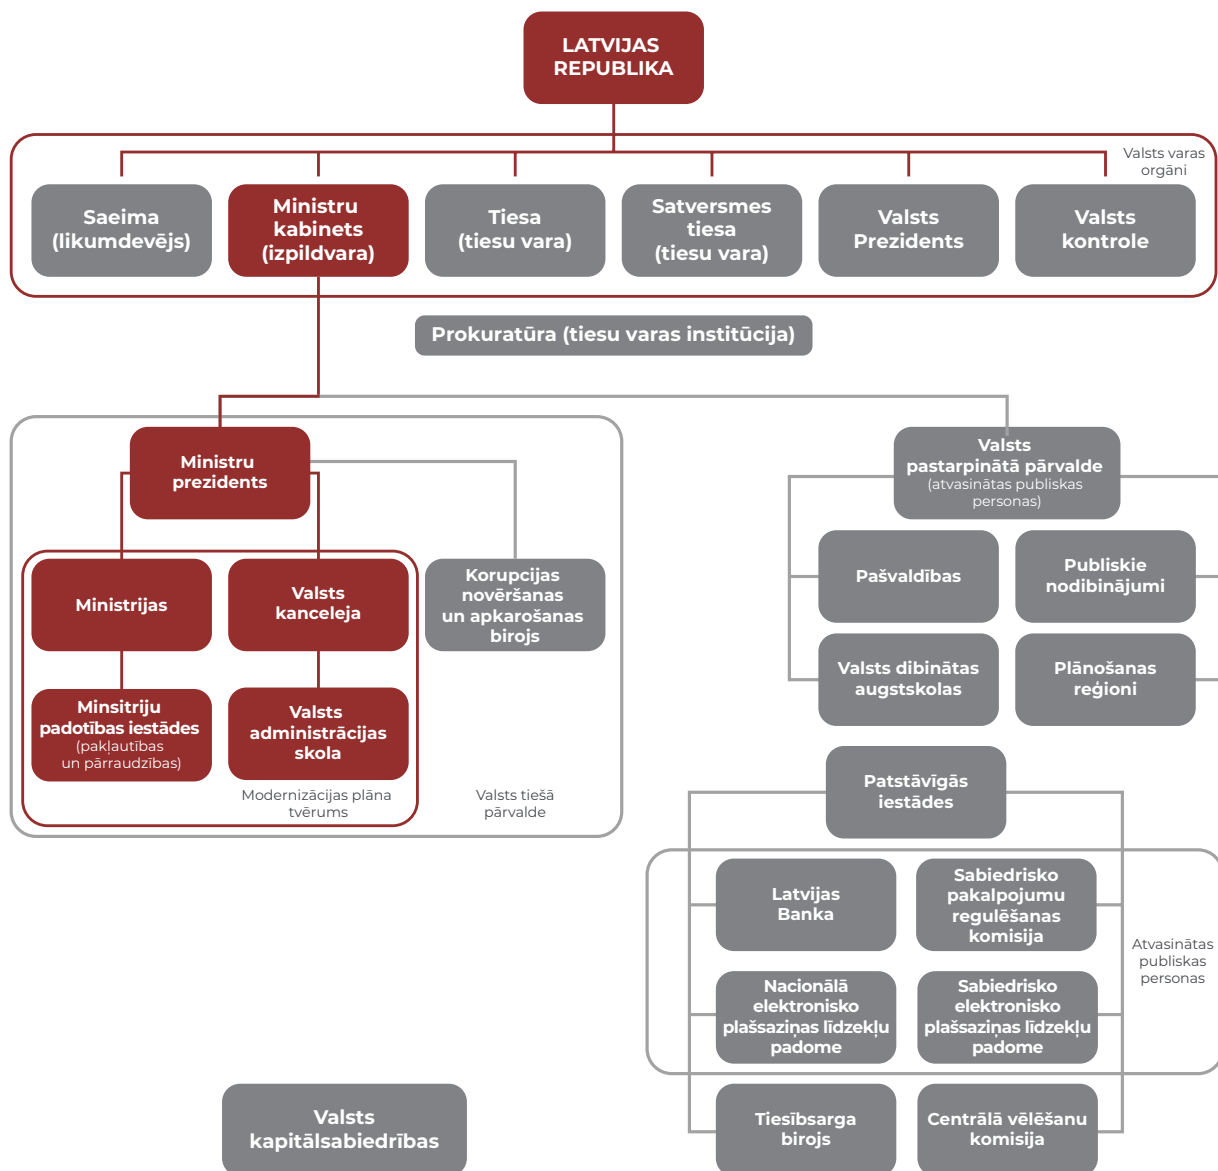 LATVIJAS
REPUBLIKA
Valsts varas
orgāni
Saeima
(likumdevējs)
Ministru
kabinets
(izpildvara)
Tiesa
(tiesu vara)
Satversmes
tiesa
(tiesu vara)
Valsts
Prezidents
Valsts
kontrole
Prokuratūra (tiesu varas institūcija)
Ministru
prezidents
Valsts
pastarpinātā pārvalde
(atvasinātas publiskas
personas)
Ministrijas
Valsts
kanceleja
Korupcijas
novēršanas
un apkarošanas
birojs
Pašvaldības
Publiskie
nodibinājumi
Minsitriju
padotības iestādes
(pakļautības
un pārraudzības)
Valsts
administrācijas
skola
Valsts dibinātas
augstskolas
Plānošanas
reģioni
Modernizācijas plāna
tvērums
Valsts tiešā
pārvalde
Patstāvīgās
iestādes
Latvijas
Banka
Sabiedrisko
pakalpojumu
regulēšanas
komisija
Atvasinātas
publiskas
personas
Nacionālā
elektronisko
plašsaziņas līdzekļu
padome
Sabiedrisko
elektronisko
plašsaziņas līdzekļu
padome
Valsts
kapitālsabiedrības
Tiesībsarga
birojs
Centrālā vēlēšanu
komisija